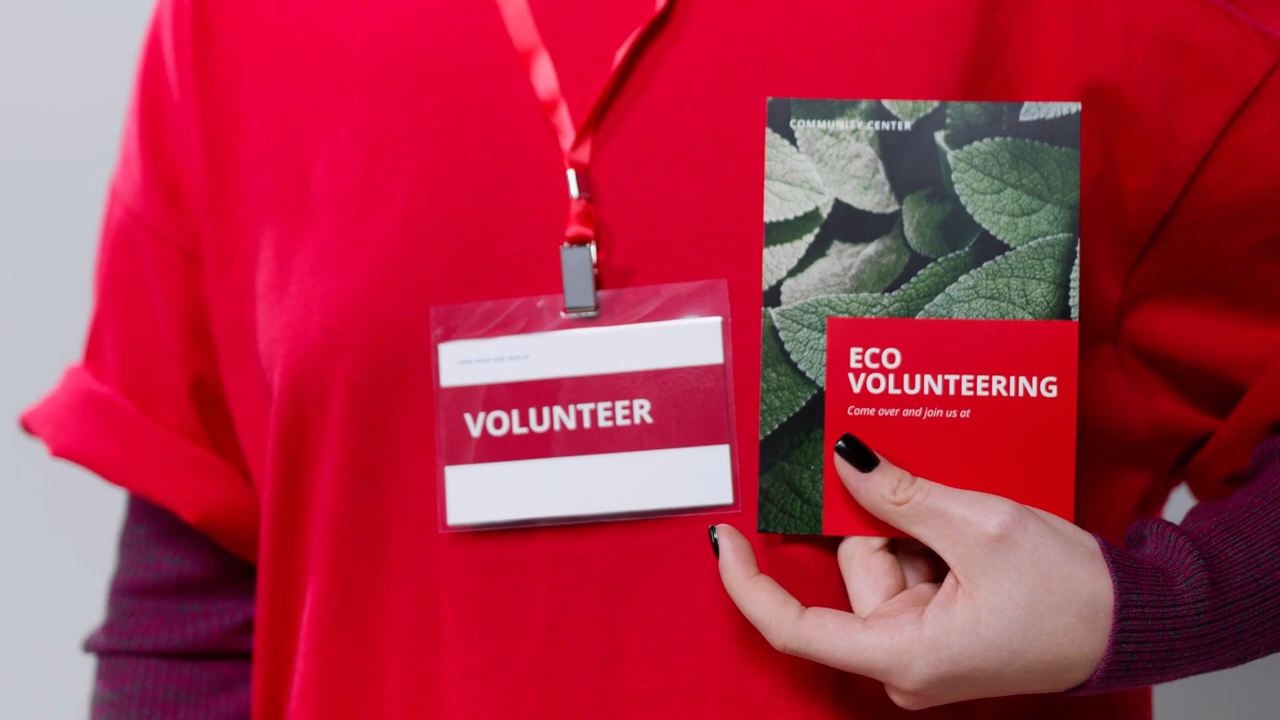 VOLUNTEER
COMMUNITY CENTER
ECO
VOLUNTEERING
Come over and join us at